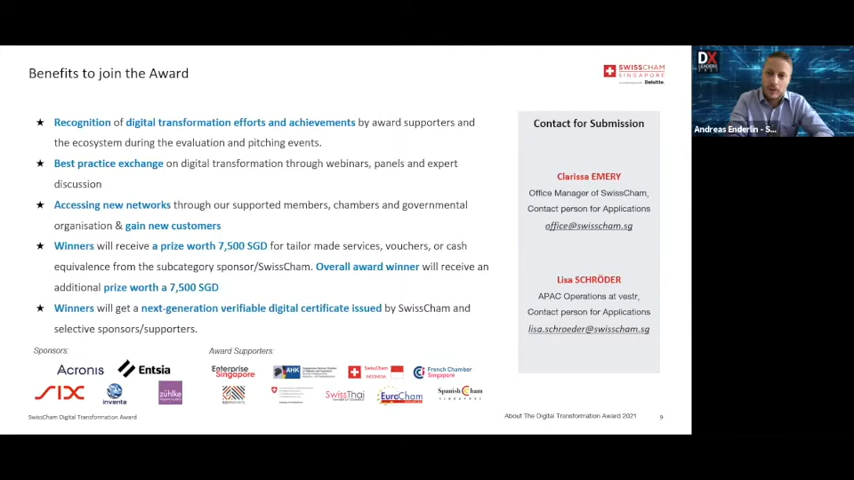 Benefits to join the Award
SWISSCHAM
SINGAPORE
Deloitte.
★ Recognition of digital transformation efforts and achievements by award supporters and
the ecosystem during the evaluation and pitching events.
★ Best practice exchange on digital transformation through webinars, panels and expert
discussion
★ Accessing new networks through our supported members, chambers and governmental
organisation & gain new customers
★ Winners will receive a prize worth 7,500 SGD for tailor made services, vouchers, or cash
equivalence from the subcategory sponsor/SwissCham. Overall award winner will receive an
additional prize worth a 7,500 SGD
★ Winners will get a next-generation verifiable digital certificate issued by SwissCham and
selective sponsors/supporters.
Contact for Submission
Clarissa EMERY
Office Manager of SwissCham,
Contact person for Applications
office@swisscham.sg
Lisa SCHRÖDER
APAC Operations at vestr,
Contact person for Applications
lisa.schroeder@swisscham.sg
Sponsors:
Acronis
Entsia
SIX
inventx
zühlke
Award Supporters:
Enterprise
Singapore
AHK
SwissCham
INDONESIA
French Chamber
Singapore
SwissThai
EuroCham
Spanish Cham
SINGAPORE
SwissCham Digital Transformation Award
About The Digital Transformation Award 2021
9
DX
LEADERS
2021
Andreas Enderlin - S...